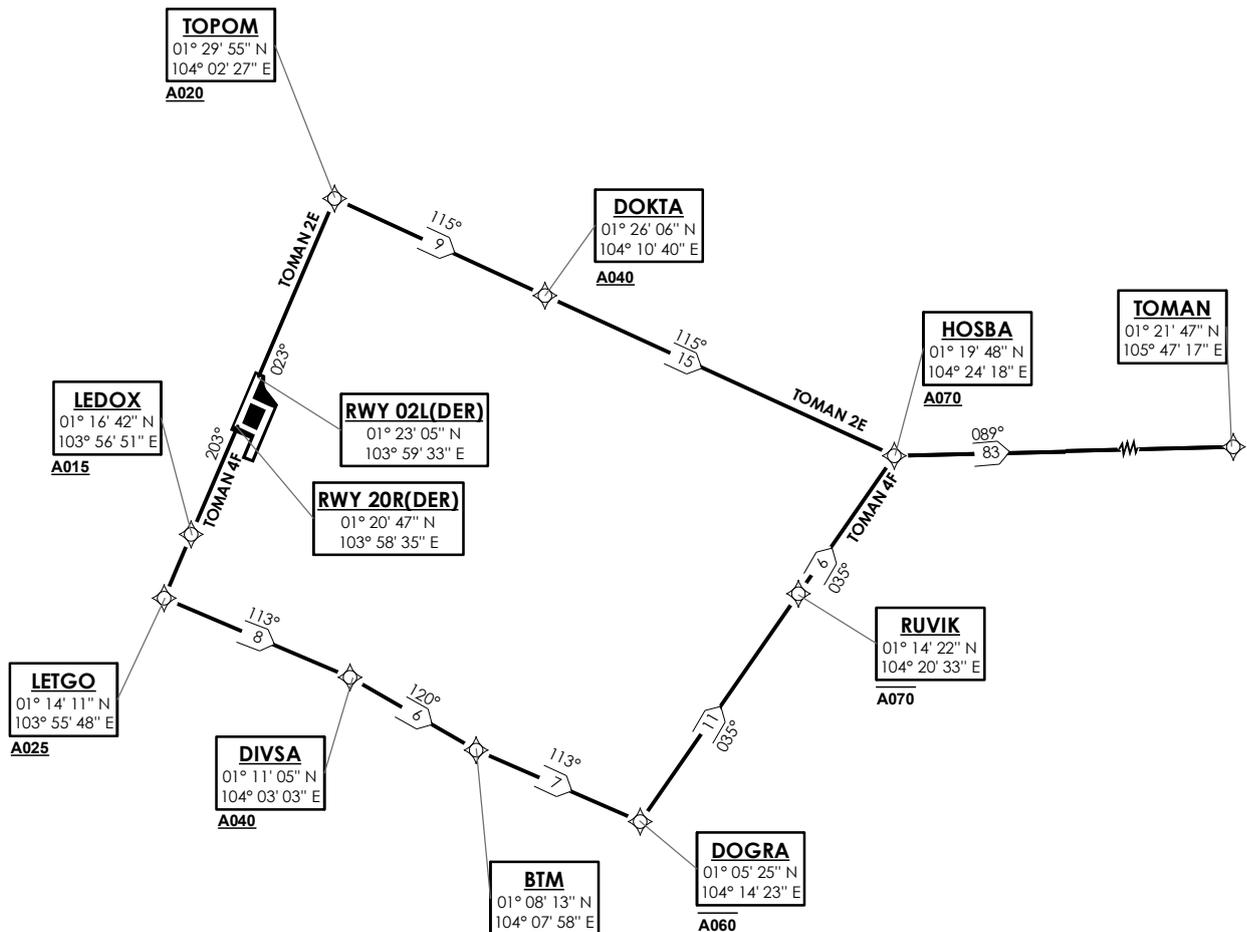 TOPOM
01° 29' 55" N
104° 02' 27" E
A020
DOKTA
01° 26' 06" N
104° 10' 40" E
A040
HOSBA
01° 19' 48" N
104° 24' 18" E
A070
TOMAN
01° 21' 47" N
105° 47' 17" E
TOMAN 2E
115°
9
115°
15
TOMAN 2E
089°
83
023°
LEDOX
01° 16' 42" N
103° 56' 51" E
A015
203°
TOMAN 4F
RWY 02L(DER)
01° 23' 05" N
103° 59' 33" E
RWY 20R(DER)
01° 20' 47" N
103° 58' 35" E
TOMAN 4F
6
035°
RUVIK
01° 14' 22" N
104° 20' 33" E
A070
LETGO
01° 14' 11" N
103° 55' 48" E
A025
113°
8
120°
6
113°
7
11
035°
DIVSA
01° 11' 05" N
104° 03' 03" E
A040
BTM
01° 08' 13" N
104° 07' 58" E
DOGRA
01° 05' 25" N
104° 14' 23" E
A060